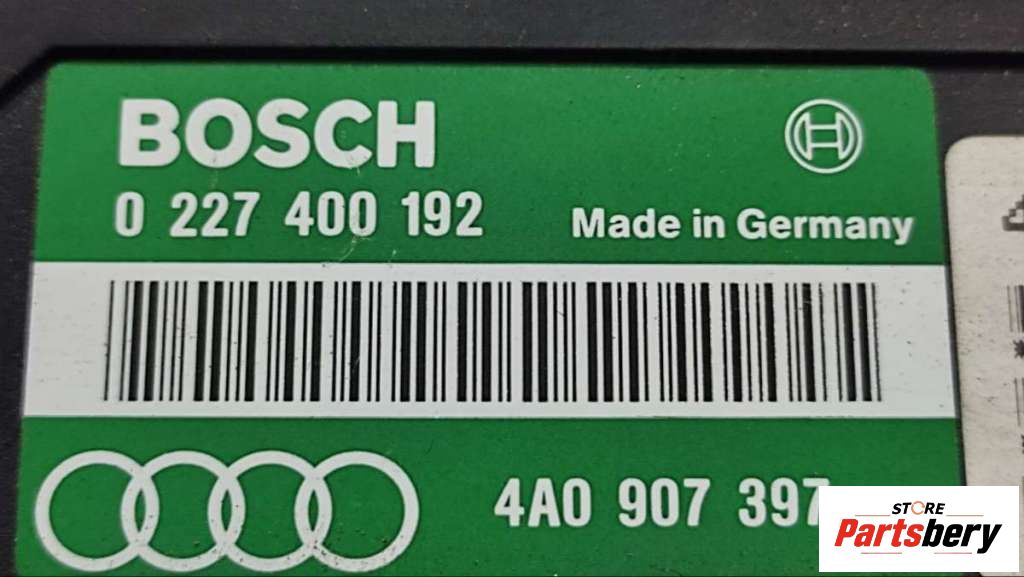 BOSCH
0 227 400 192
Made in Germany
4A0 907 397
STORE
Partsbery